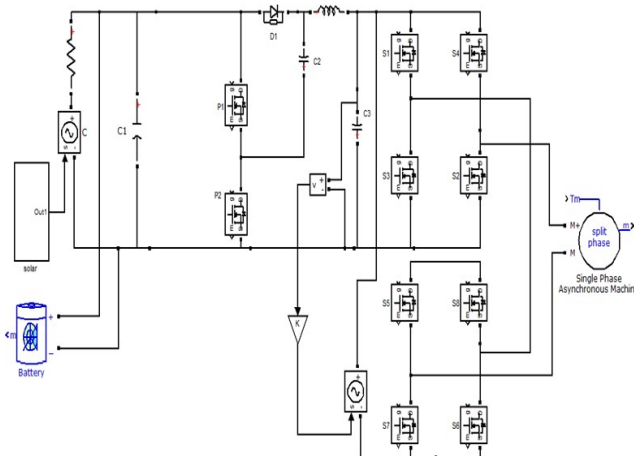 D1
S1
S4
C2
P1
C3
C
C1
Out1
S3
S2
v
P2
Tm
M+
split
phase
m
M
solar
Single Phase
Asynchronous Machin
S5
S8
m
+
−
Battery
K
S7
S6